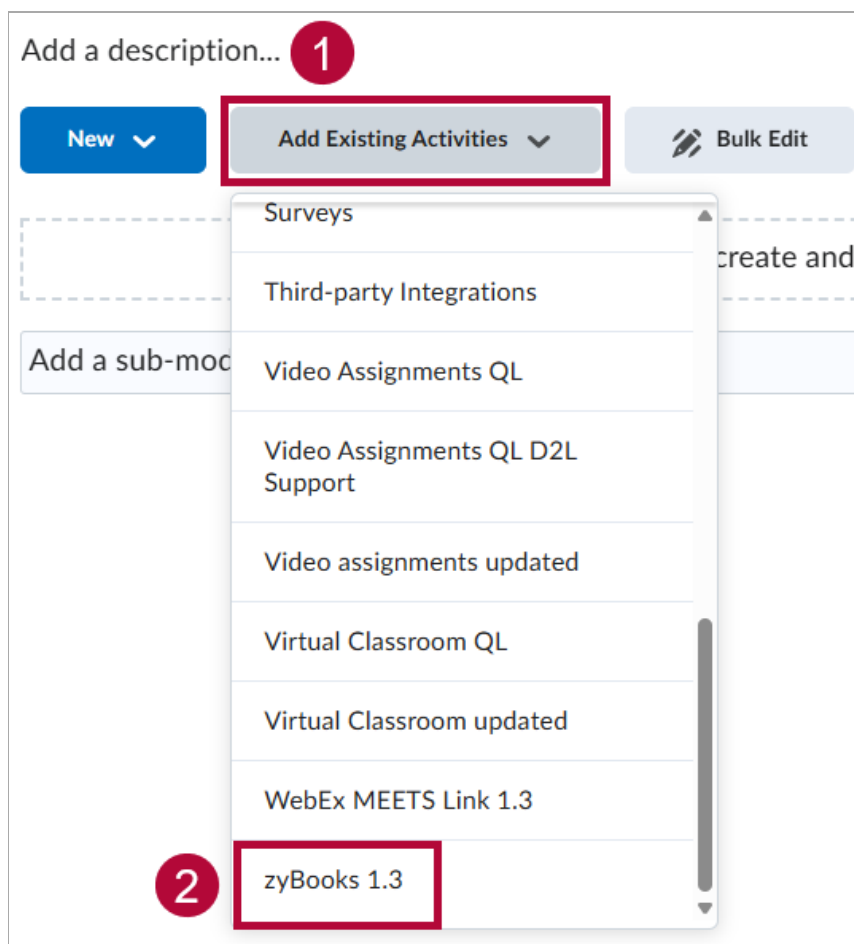 Add a description... 1
New Add Existing Activities Bulk Edit
Surveys
create and
Third-party Integrations
Add a sub-mod
Video Assignments QL
Video Assignments QL D2L
Support
Video assignments updated
Virtual Classroom QL
Virtual Classroom updated
WebEx MEETS Link 1.3
2 zyBooks 1.3